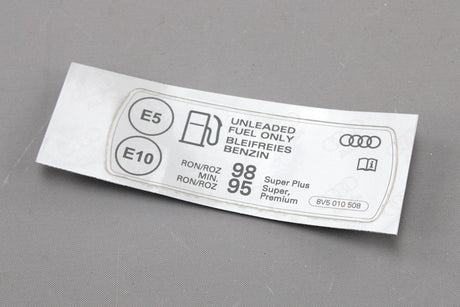 E5
E10
UNLEADED
FUEL ONLY
BLEIFREIES
BENZIN
RON/ROZ 98 Super Plus
MIN.
RON/ROZ 95 Super,
Premium
8V5 010 508